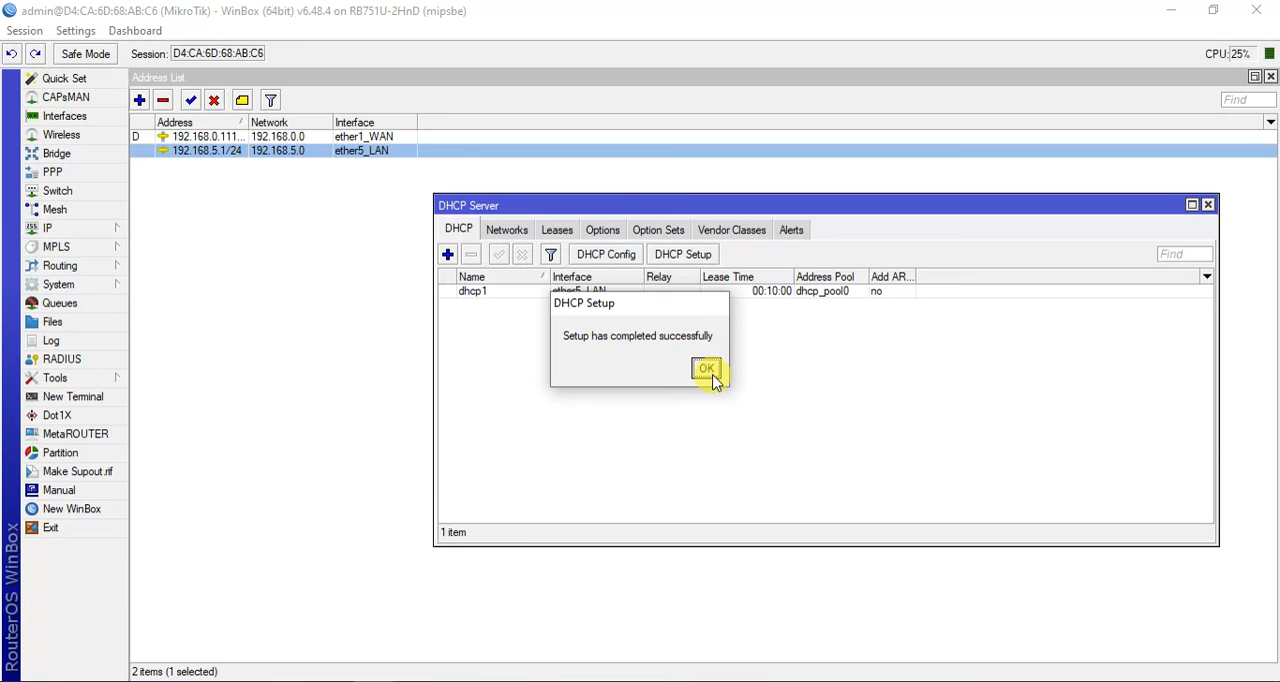 admin@D4:CA:6D:68:AB:C6 (MikroTik) - WinBox (64bit) v6.48.4 on RB751U-2HnD (mipsbe)
Session Settings Dashboard
Safe Mode Session: D4:CA:6D:68:AB:C6 CPU: 25%
Quick Set
CAPsMAN
Interfaces
Wireless
Bridge
PPP
Switch
Mesh
IP
MPLS
Routing
System
Queues
Files
Log
RADIUS
Tools
New Terminal
Dot1X
MetaROUTER
Partition
Make Supout.rif
Manual
New WinBox
Exit
RouterOS WinBox
Address List
Find
Address Network Interface
D 192.168.0.111... 192.168.0.0 ether1_WAN
192.168.5.1/24 192.168.5.0 ether5_LAN
DHCP Server
DHCP Networks Leases Options Option Sets Vendor Classes Alerts
DHCP Config DHCP Setup Find
Name Interface Relay Lease Time Address Pool Add AR...
dhcp1 ether5_LAN 00:10:00 dhcp_pool0 no
DHCP Setup
Setup has completed successfully
OK
1 item
2 items (1 selected)